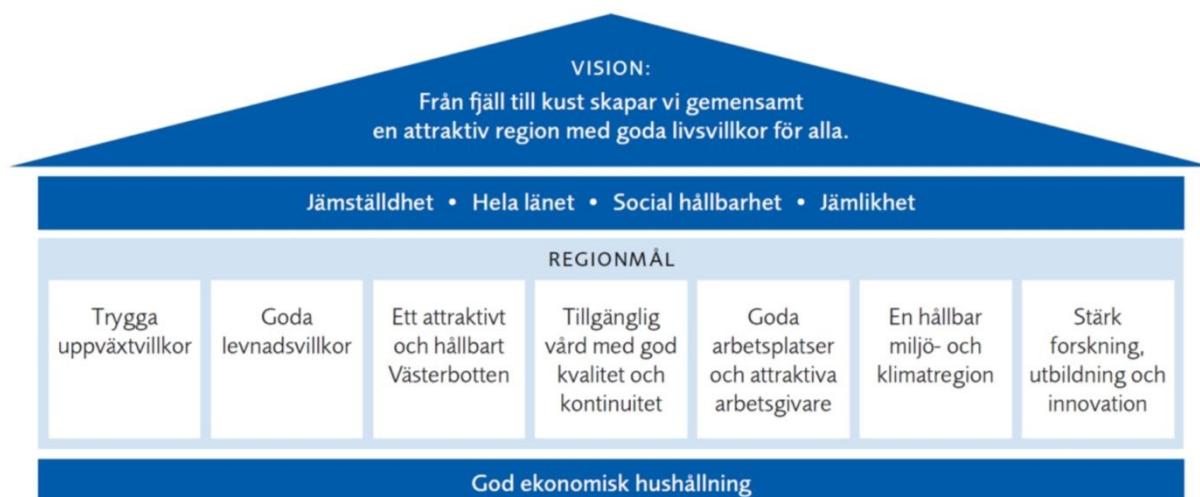 VISION:
Från fjäll till kust skapar vi gemensamt
en attraktiv region med goda livsvillkor för alla.
Jämställdhet • Hela länet • Social hållbarhet • Jämlikhet
REGIONMÅL
Trygga
uppväxtvillkor
Goda
levnadsvillkor
Ett attraktivt
och hållbart
Västerbotten
Tillgänglig
vård med god
kvalitet och
kontinuitet
Goda
arbetsplatser
och attraktiva
arbetsgivare
En hållbar
miljö- och
klimatregion
Stärk
forskning,
utbildning och
innovation
God ekonomisk hushållning